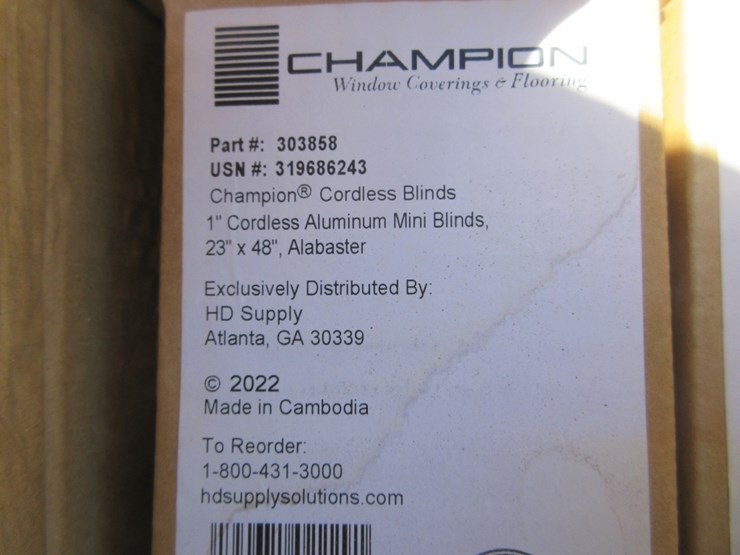 CHAMPION
Window Coverings & Flooring
Part #: 303858
USN #: 319686243
Champion® Cordless Blinds
1" Cordless Aluminum Mini Blinds,
23" x 48", Alabaster
Exclusively Distributed By:
HD Supply
Atlanta, GA 30339
© 2022
Made in Cambodia
To Reorder:
1-800-431-3000
hdsupplysolutions.com